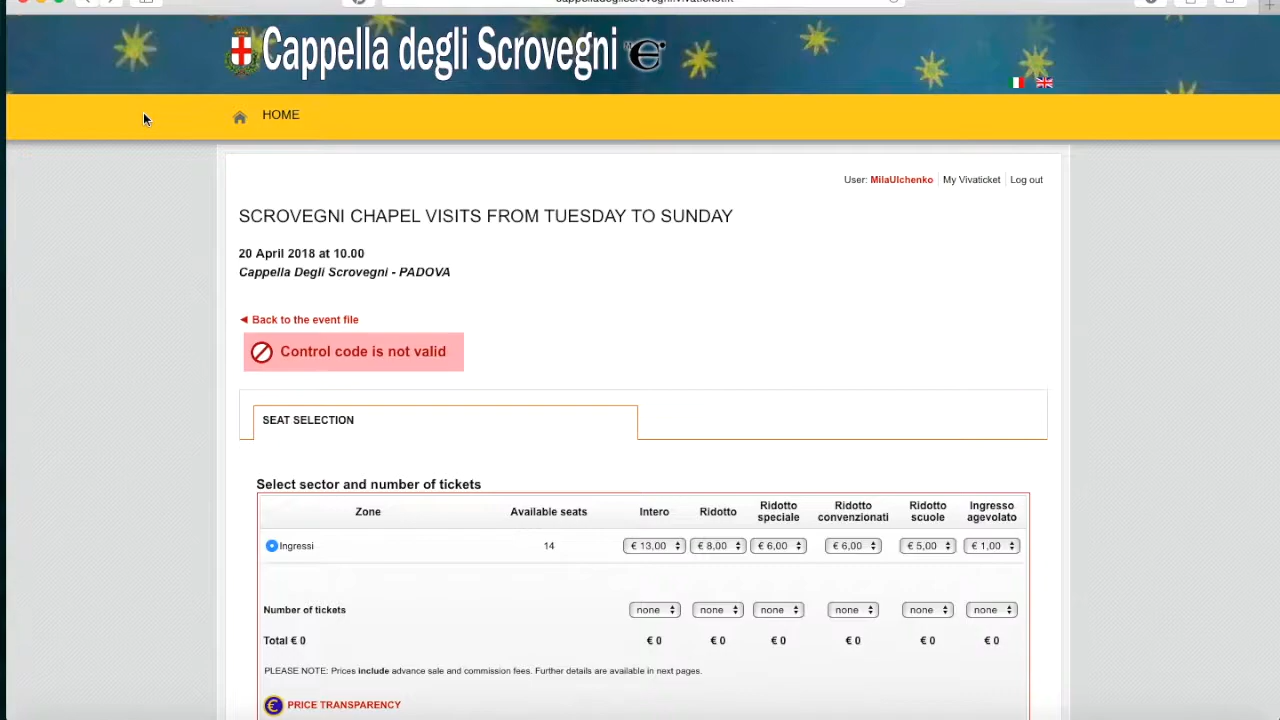 Cappella degli Scrovegni
HOME
User: MilaUlchenko My Vivaticket Log out
SCROVEGNI CHAPEL VISITS FROM TUESDAY TO SUNDAY
20 April 2018 at 10.00
Cappella Degli Scrovegni - PADOVA
◄ Back to the event file
Control code is not valid
SEAT SELECTION
Select sector and number of tickets
Zone Available seats Intero Ridotto Ridotto speciale Ridotto convenzionati Ridotto scuole Ingresso agevolato
Ingressi 14 € 13,00 € 8,00 € 6,00 € 6,00 € 5,00 € 1,00
Number of tickets none none none none none none
Total € 0 € 0 € 0 € 0 € 0 € 0 € 0
PLEASE NOTE: Prices include advance sale and commission fees. Further details are available in next pages.
€ PRICE TRANSPARENCY